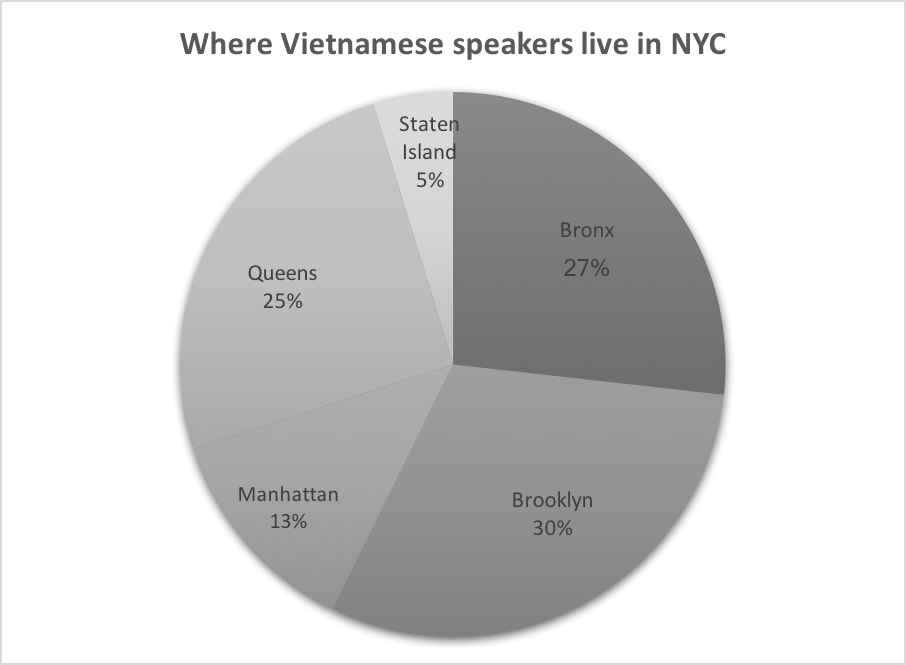 Where Vietnamese speakers live in NYC
Staten
Island
5%
Bronx
27%
Queens
25%
Manhattan
13%
Brooklyn
30%